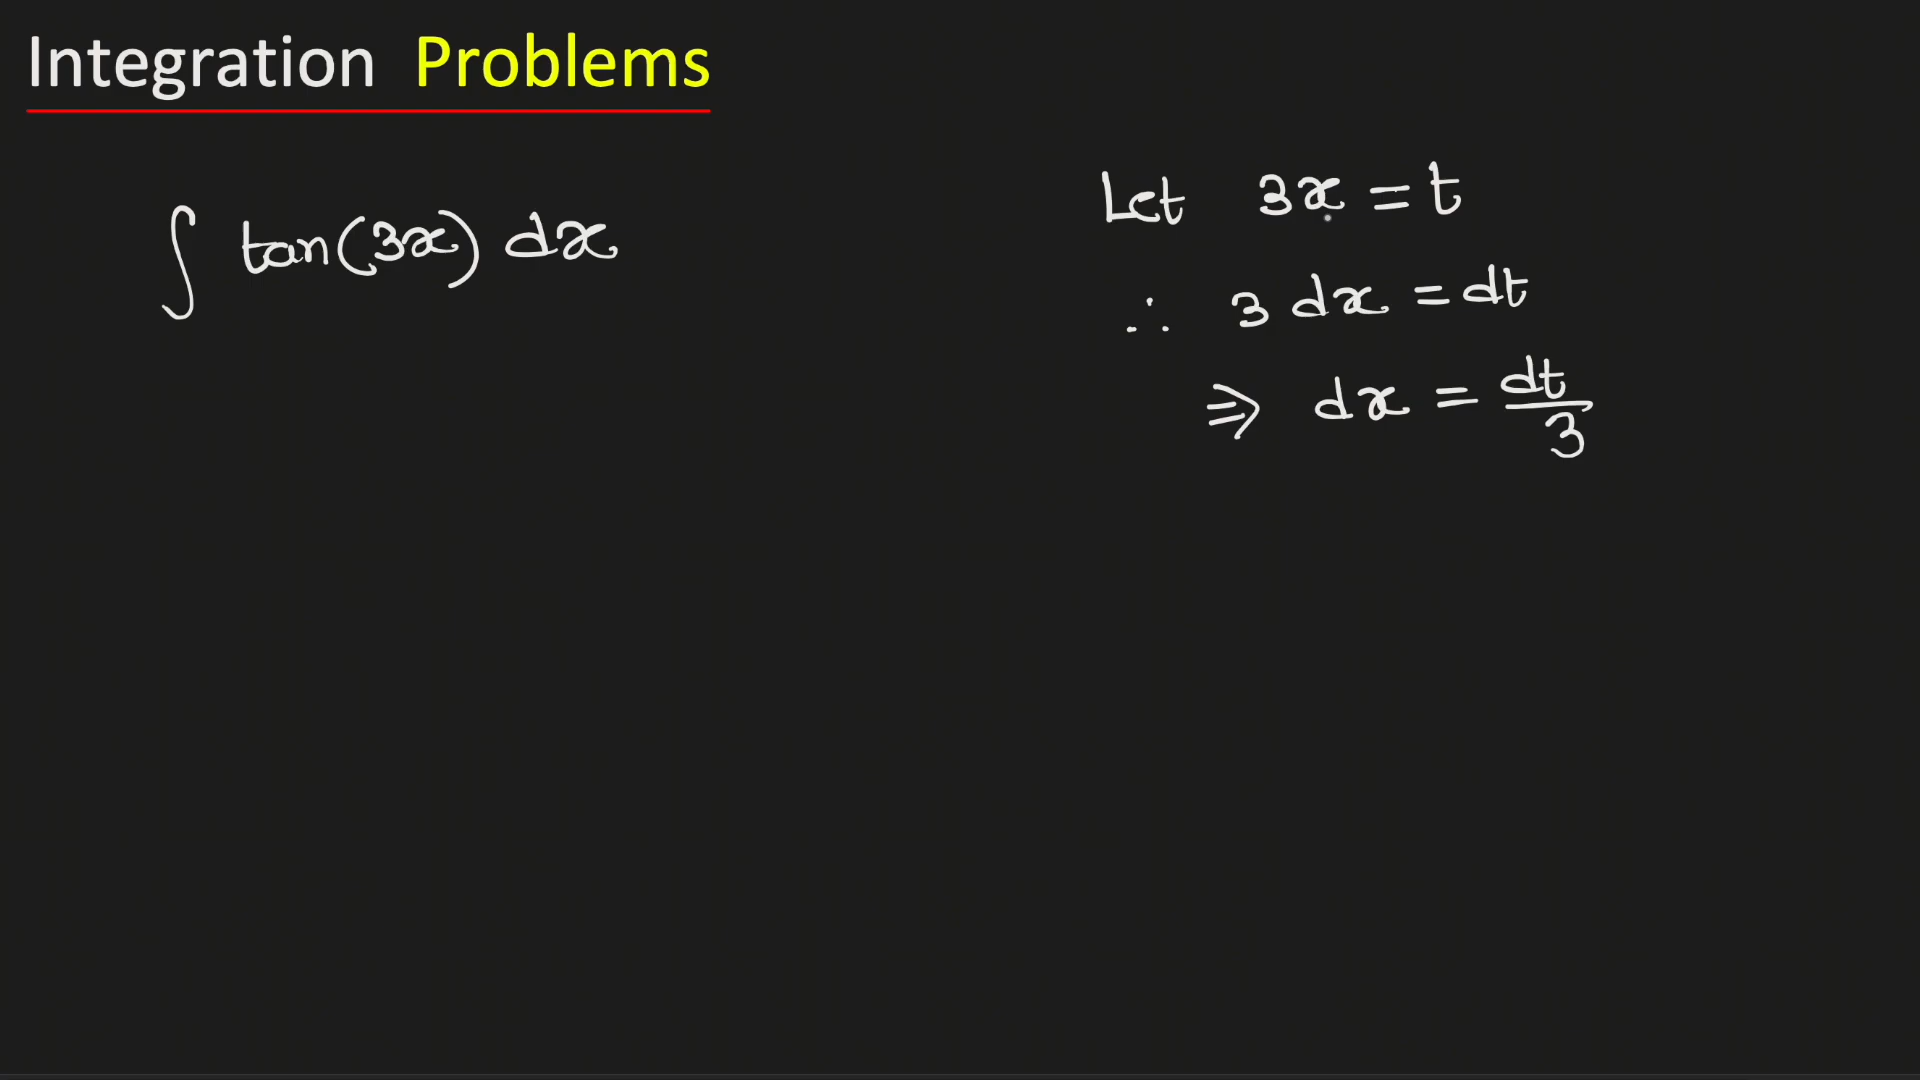 Integration Problems
∫ tan(3x) dx
Let 3x = t
∴ 3 dx = dt
⇒ dx = dt/3